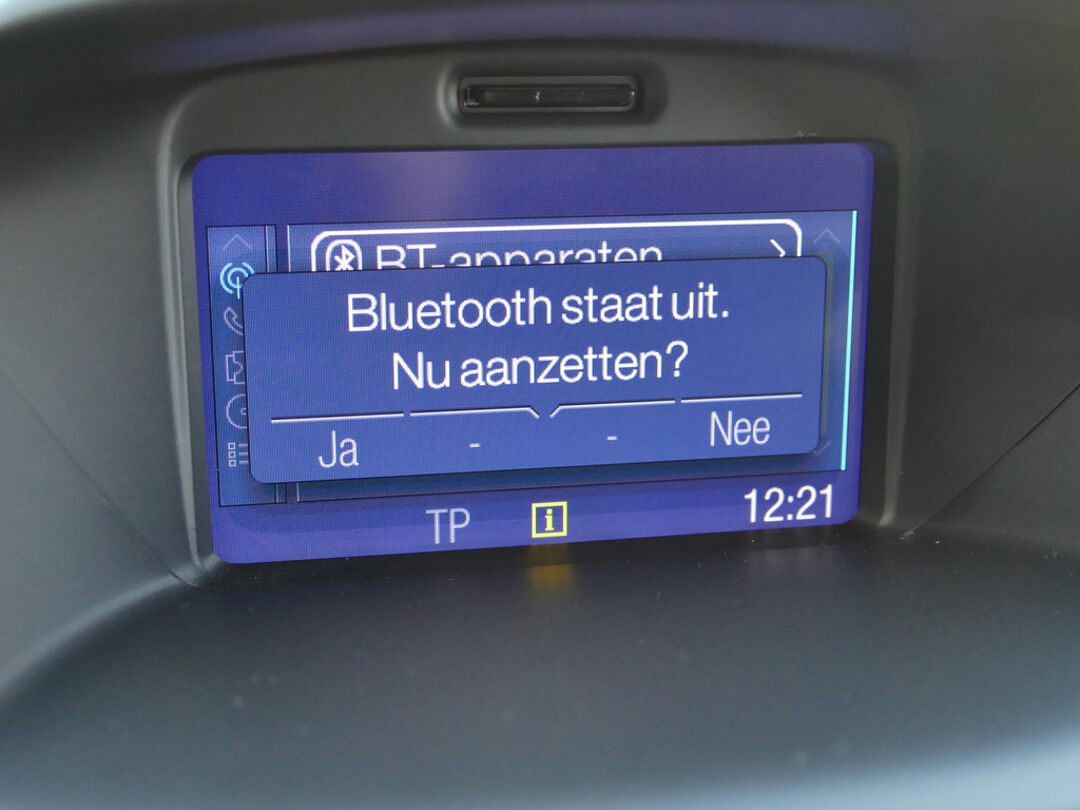 BT-apparaten
Bluetooth staat uit.
Nu aanzetten?
Ja - - Nee
TP i 12:21